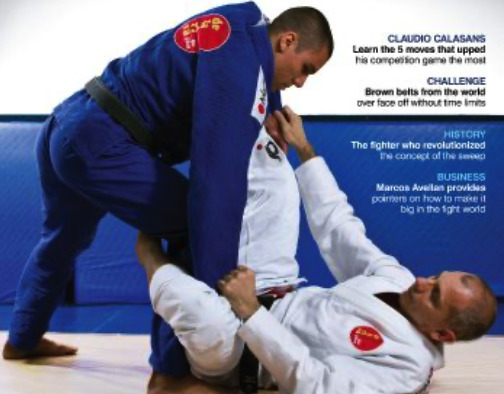 CLAUDIO CALASANS
Learn the 5 moves that upped
his competition game the most
CHALLENGE
Brown belts from the world
over face off without time limits
HISTORY
The fighter who revolutionized
the concept of the sweep
BUSINESS
Marcos Avellan provides
pointers on how to make it
big in the fight world